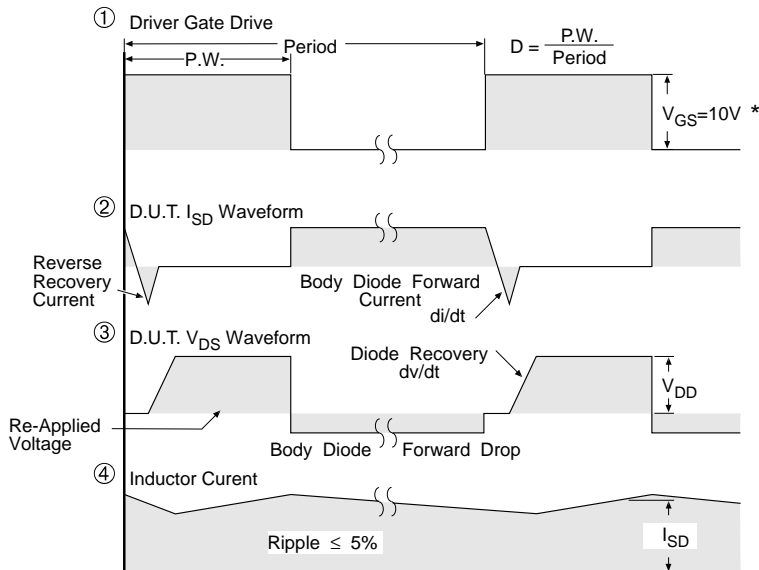 ① Driver Gate Drive
Period
P.W.
D = P.W. / Period
V_GS=10V *
② D.U.T. I_SD Waveform
Reverse
Recovery
Current
Body Diode Forward
Current
di/dt
③ D.U.T. V_DS Waveform
Diode Recovery
dv/dt
V_DD
Re-Applied
Voltage
Body Diode Forward Drop
④ Inductor Curent
Ripple ≤ 5%
I_SD